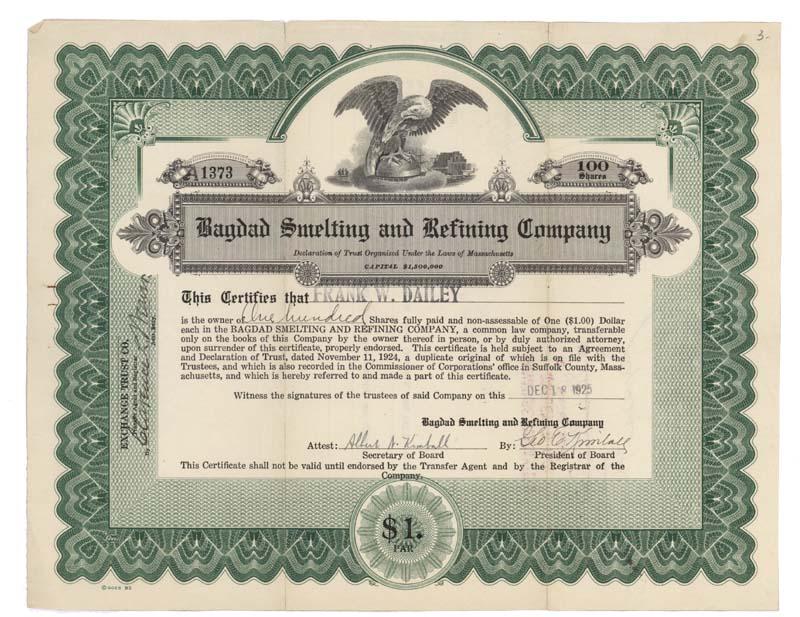 3-
A1373
100
Shares
Bagdad Smelting and Refining Company
Declaration of Trust Organized Under the Laws of Massachusetts
CAPITAL $1,500,000
This Certifies that FRANK W. DAILEY
is the owner of One hundred Shares fully paid and non-assessable of One ($1.00) Dollar
each in the BAGDAD SMELTING AND REFINING COMPANY, a common law company, transferable
only on the books of this Company by the owner thereof in person, or by duly authorized attorney,
upon surrender of this certificate, properly endorsed. This certificate is held subject to an Agreement
and Declaration of Trust, dated November 11, 1924, a duplicate original of which is on file with the
Trustees, and which is also recorded in the Commissioner of Corporations' office in Suffolk County, Mass-
achusetts, and which is hereby referred to and made a part of this certificate.
Witness the signatures of the trustees of said Company on this DEC 18 1925
Bagdad Smelting and Refining Company
Attest: Albert N. Kimball By: Geo. C. Kimball
Secretary of Board President of Board
This Certificate shall not be valid until endorsed by the Transfer Agent and by the Registrar of the
Company.
EXCHANGE TRUST CO.
By
$1.
PAR
©GOES